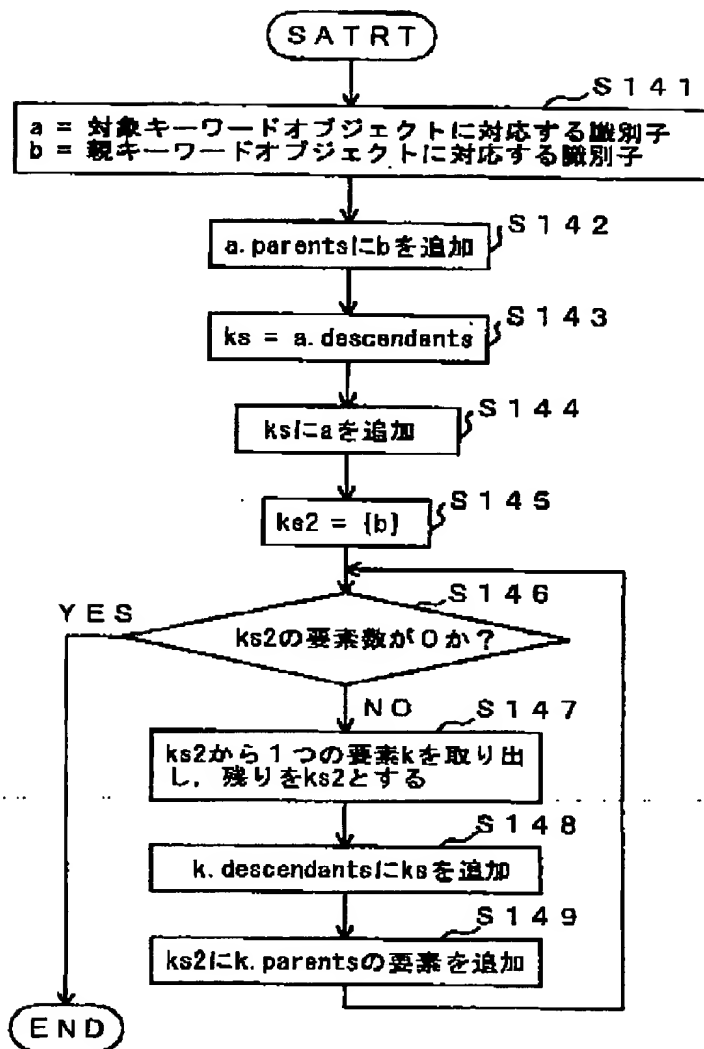 SATRT
S141
a = 対象キーワードオブジェクトに対応する識別子
b = 親キーワードオブジェクトに対応する識別子
S142
a.parentsにbを追加
S143
ks = a.descendants
S144
ksにaを追加
S145
ks2 = {b}
S146
YES
ks2の要素数が0か?
NO
S147
ks2から1つの要素kを取り出
し,残りをks2とする
S148
k.descendantsにksを追加
S149
ks2にk.parentsの要素を追加
END